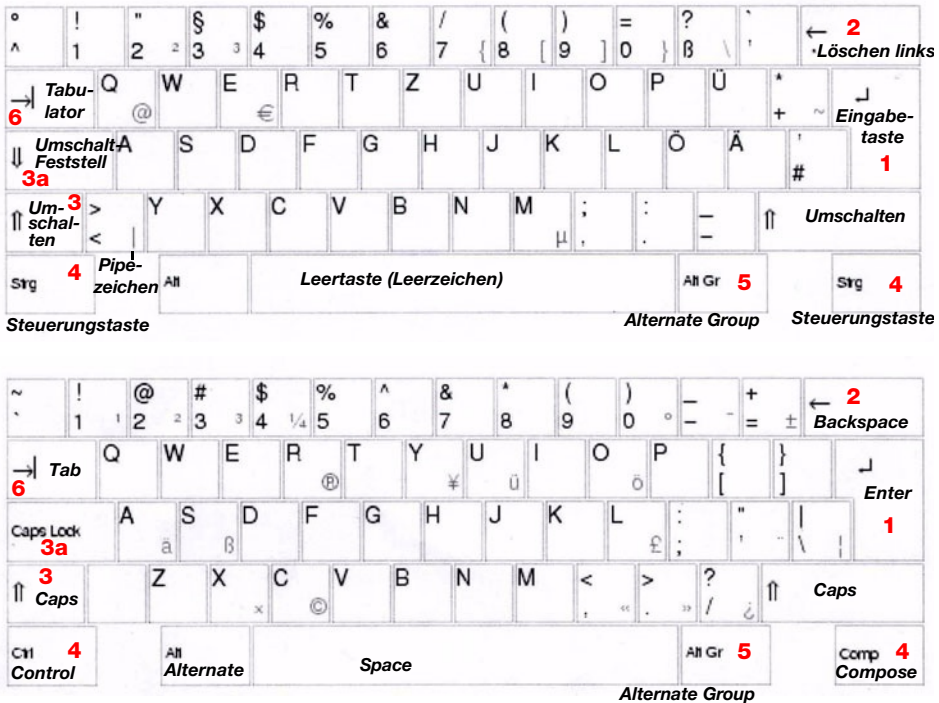 ° ! " § $ % & / ( ) = ? ` ← 2
^ 1 2 ² 3 ³ 4 5 6 7 { 8 [ 9 ] 0 } ß \ ' Löschen links
→| Tabu- Q W E R T Z U I O P Ü * ↵
6 lator @ € + ~ Eingabe-
taste
⇓ Umschalt- A S D F G H J K L Ö Ä '
Feststell # 1
3a
⇑ Um- 3 > Y X C V B N M ; : _ ⇑ Umschalten
schal-
ten < | µ , . –
Strg 4 Pipe- Alt Leertaste (Leerzeichen) Alt Gr 5 Strg 4
zeichen
Steuerungstaste Alternate Group Steuerungstaste
~ ! @ # $ % ^ & * ( ) _ + ← 2
` 1 ¹ 2 ² 3 ³ 4 ¼ 5 6 7 8 9 0 ° – ¯ = ± Backspace
→| Tab Q W E R T Y U I O P { } ↵
6 ® ¥ ü ö [ ] Enter
Caps Lock A S D F G H J K L : " | 1
3a ä ß £ ; ' ¨ \ ¦
⇑ 3 Z X C V B N M < > ? ⇑ Caps
Caps × © , « . » / ¿
Ctrl 4 Alt Space Alt Gr 5 Comp 4
Control Alternate Compose
Alternate Group